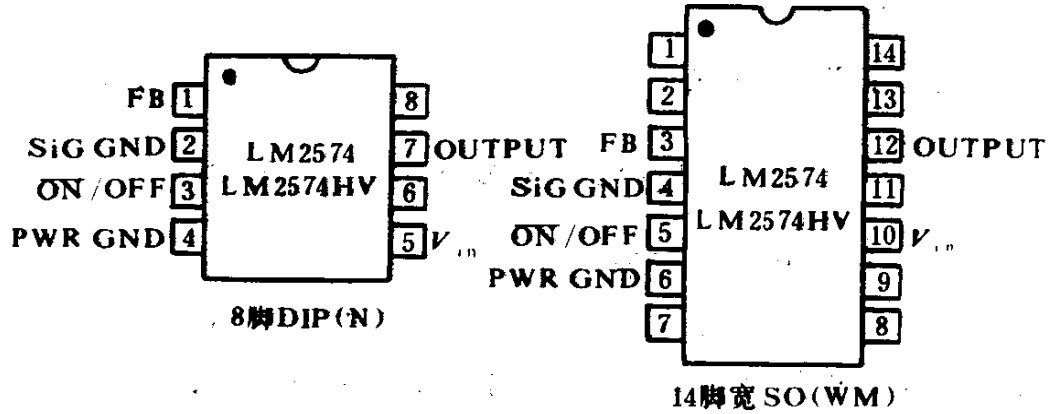 FB 1 8
SiG GND 2 LM2574 7 OUTPUT
O̅N̅/OFF 3 LM2574HV 6
PWR GND 4 5 Vin
8脚DIP(N)
1 14
2 13
FB 3 12 OUTPUT
SiG GND 4 LM2574 11
O̅N̅/OFF 5 LM2574HV 10 Vin
PWR GND 6 9
7 8
14脚宽SO(WM)